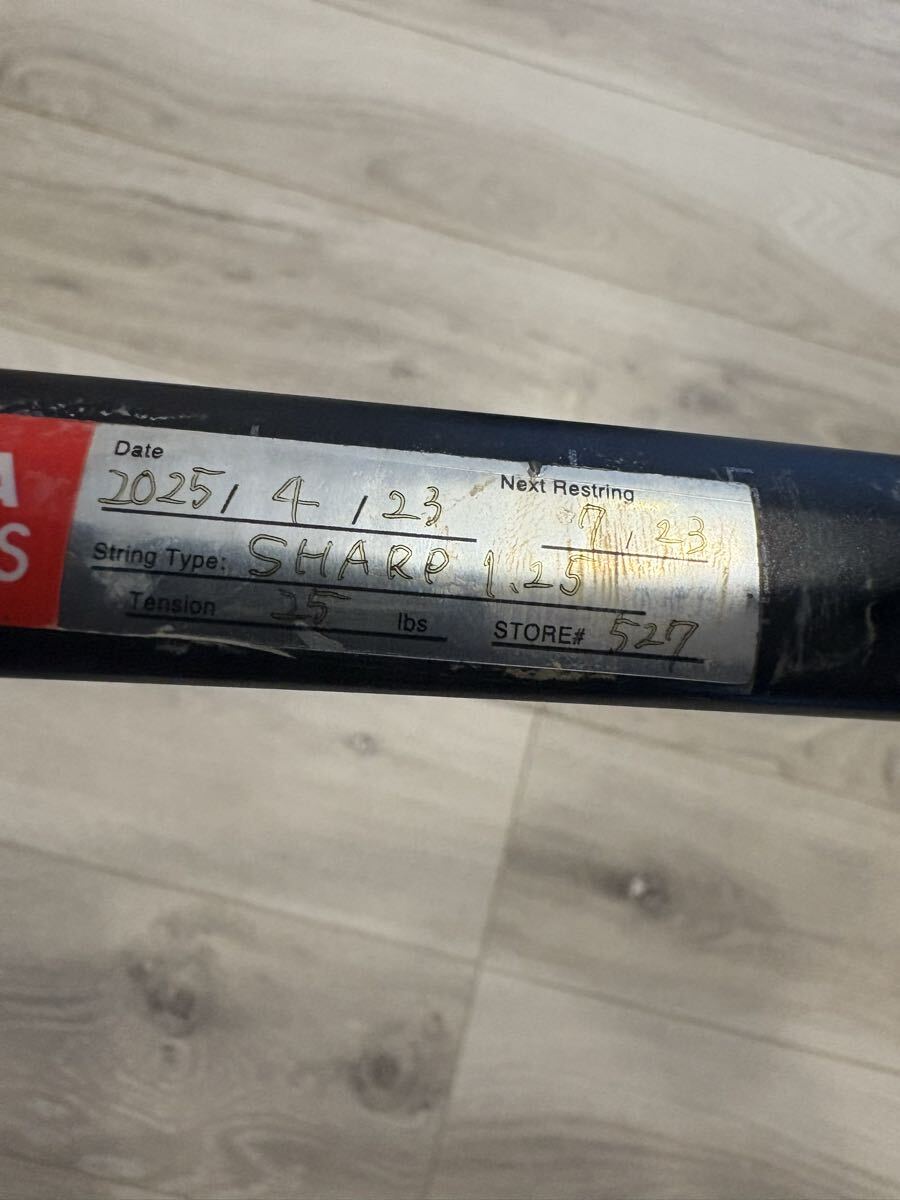 A
S
Date
2025/ 4 /23
Next Restring
7/23
String Type: SHARP 1.25
Tension 25 lbs
STORE# 527